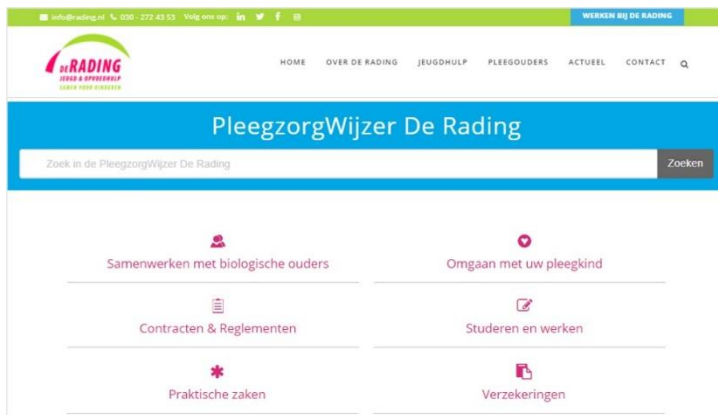 info@rading.nl 030 - 272 43 53 Volg ons op:
WERKEN BIJ DE RADING
DE RADING
JEUGD & OPVOEDHULP
SAMEN VOOR KINDEREN
HOME OVER DE RADING JEUGDHULP PLEEGOUDERS ACTUEEL CONTACT
PleegzorgWijzer De Rading
Zoek in de PleegzorgWijzer De Rading
Zoeken
Samenwerken met biologische ouders
Omgaan met uw pleegkind
Contracten & Reglementen
Studeren en werken
Praktische zaken
Verzekeringen